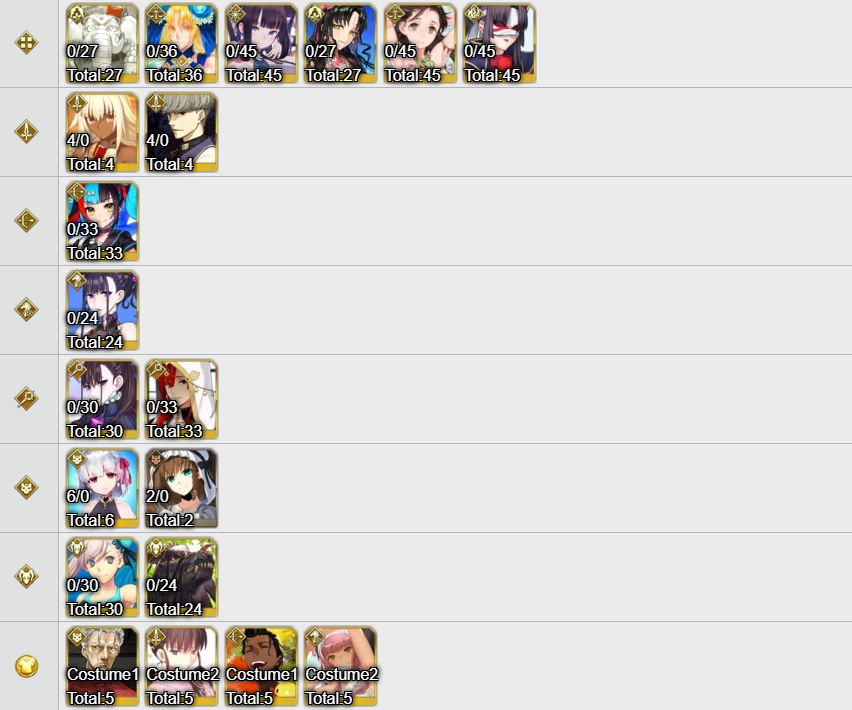 0/27 0/36 0/45 0/27 0/45 0/45
Total:27 Total:36 Total:45 Total:27 Total:45 Total:45
4/0 4/0
Total:4 Total:4
0/33
Total:33
0/24
Total:24
0/30 0/33
Total:30 Total:33
6/0 2/0
Total:6 Total:2
0/30 0/24
Total:30 Total:24
Costume1 Costume2 Costume1 Costume2
Total:5 Total:5 Total:5 Total:5